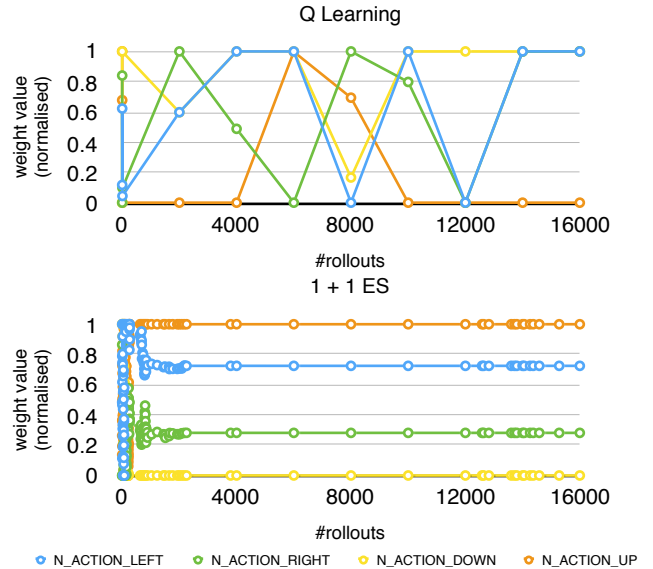 Q Learning
weight value
(normalised)
1
0.8
0.6
0.4
0.2
0
0 4000 8000 12000 16000
#rollouts
1 + 1 ES
weight value
(normalised)
1
0.8
0.6
0.4
0.2
0
0 4000 8000 12000 16000
#rollouts
N_ACTION_LEFT N_ACTION_RIGHT N_ACTION_DOWN N_ACTION_UP